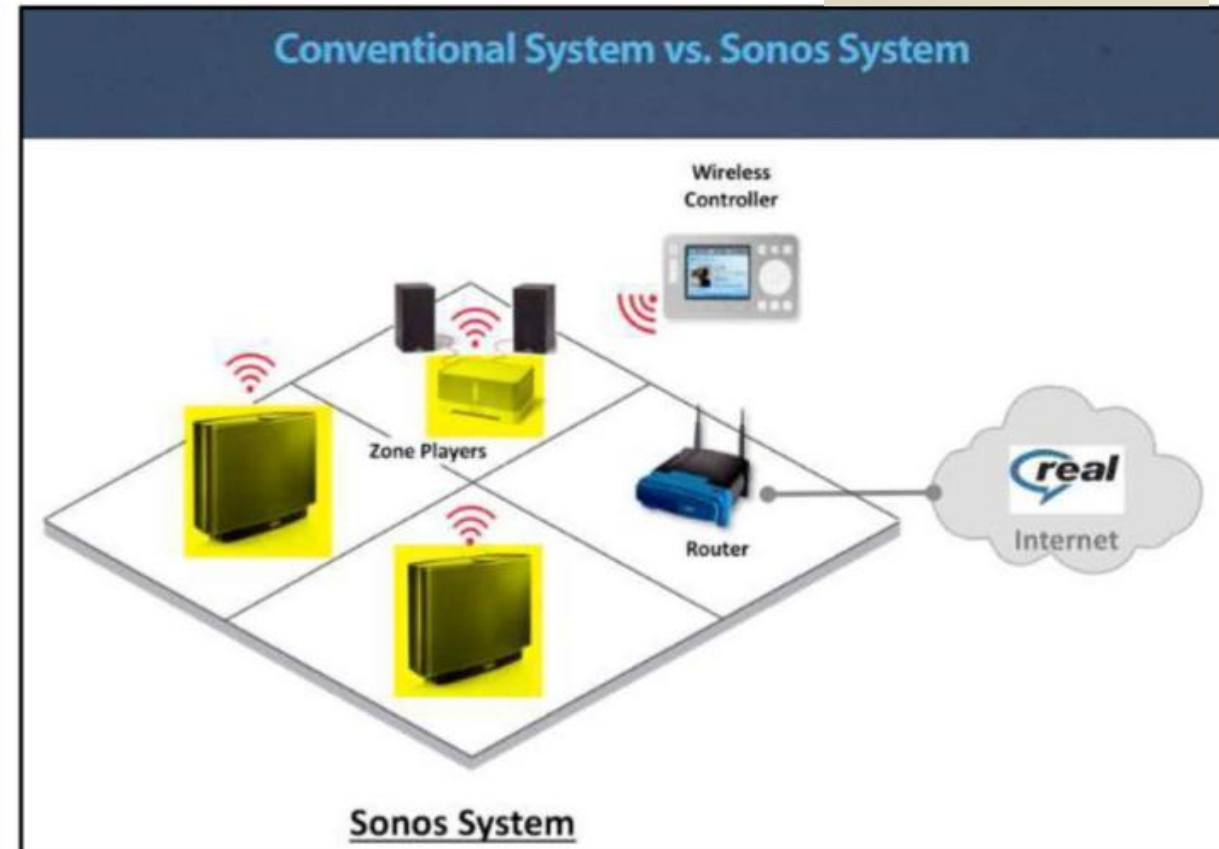 Conventional System vs. Sonos System
Wireless
Controller
Zone Players
Router
real
Internet
Sonos System